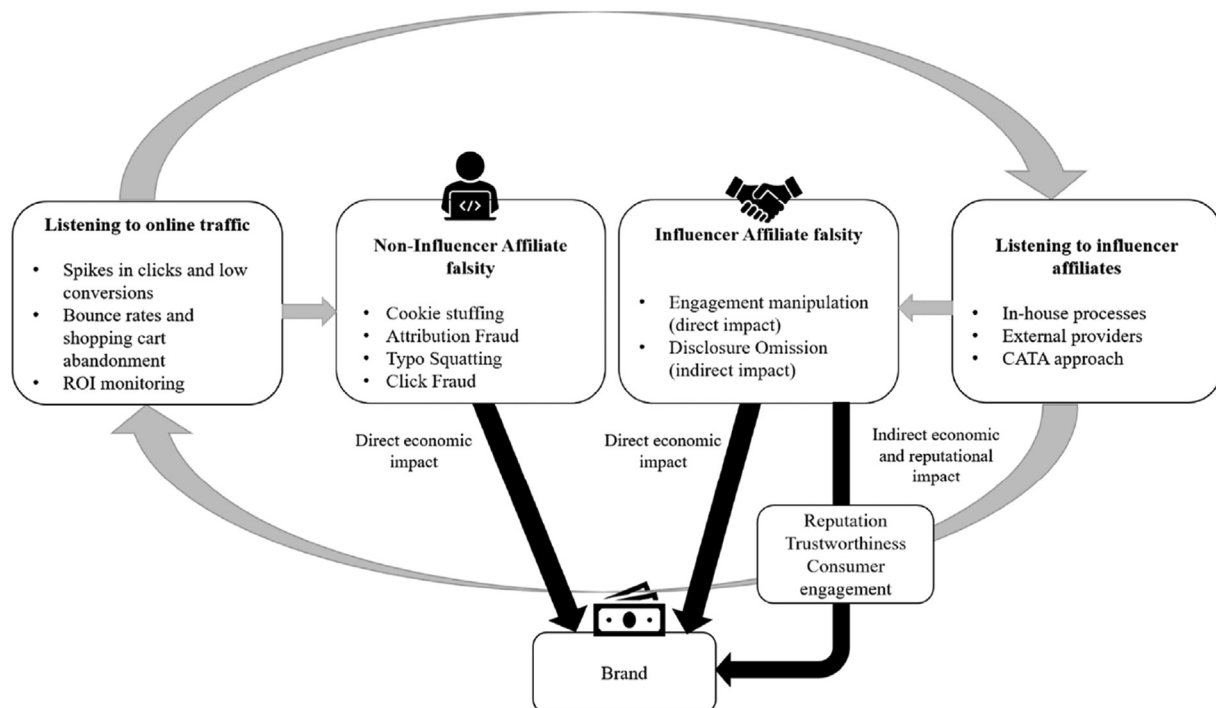 Listening to online traffic
• Spikes in clicks and low
conversions
• Bounce rates and
shopping cart
abandonment
• ROI monitoring
</>
Non-Influencer Affiliate
falsity
• Cookie stuffing
• Attribution Fraud
• Typo Squatting
• Click Fraud
Influencer Affiliate falsity
• Engagement manipulation
(direct impact)
• Disclosure Omission
(indirect impact)
Listening to influencer
affiliates
• In-house processes
• External providers
• CATA approach
Direct economic
impact
Direct economic
impact
Indirect economic
and reputational
impact
Reputation
Trustworthiness
Consumer
engagement
Brand